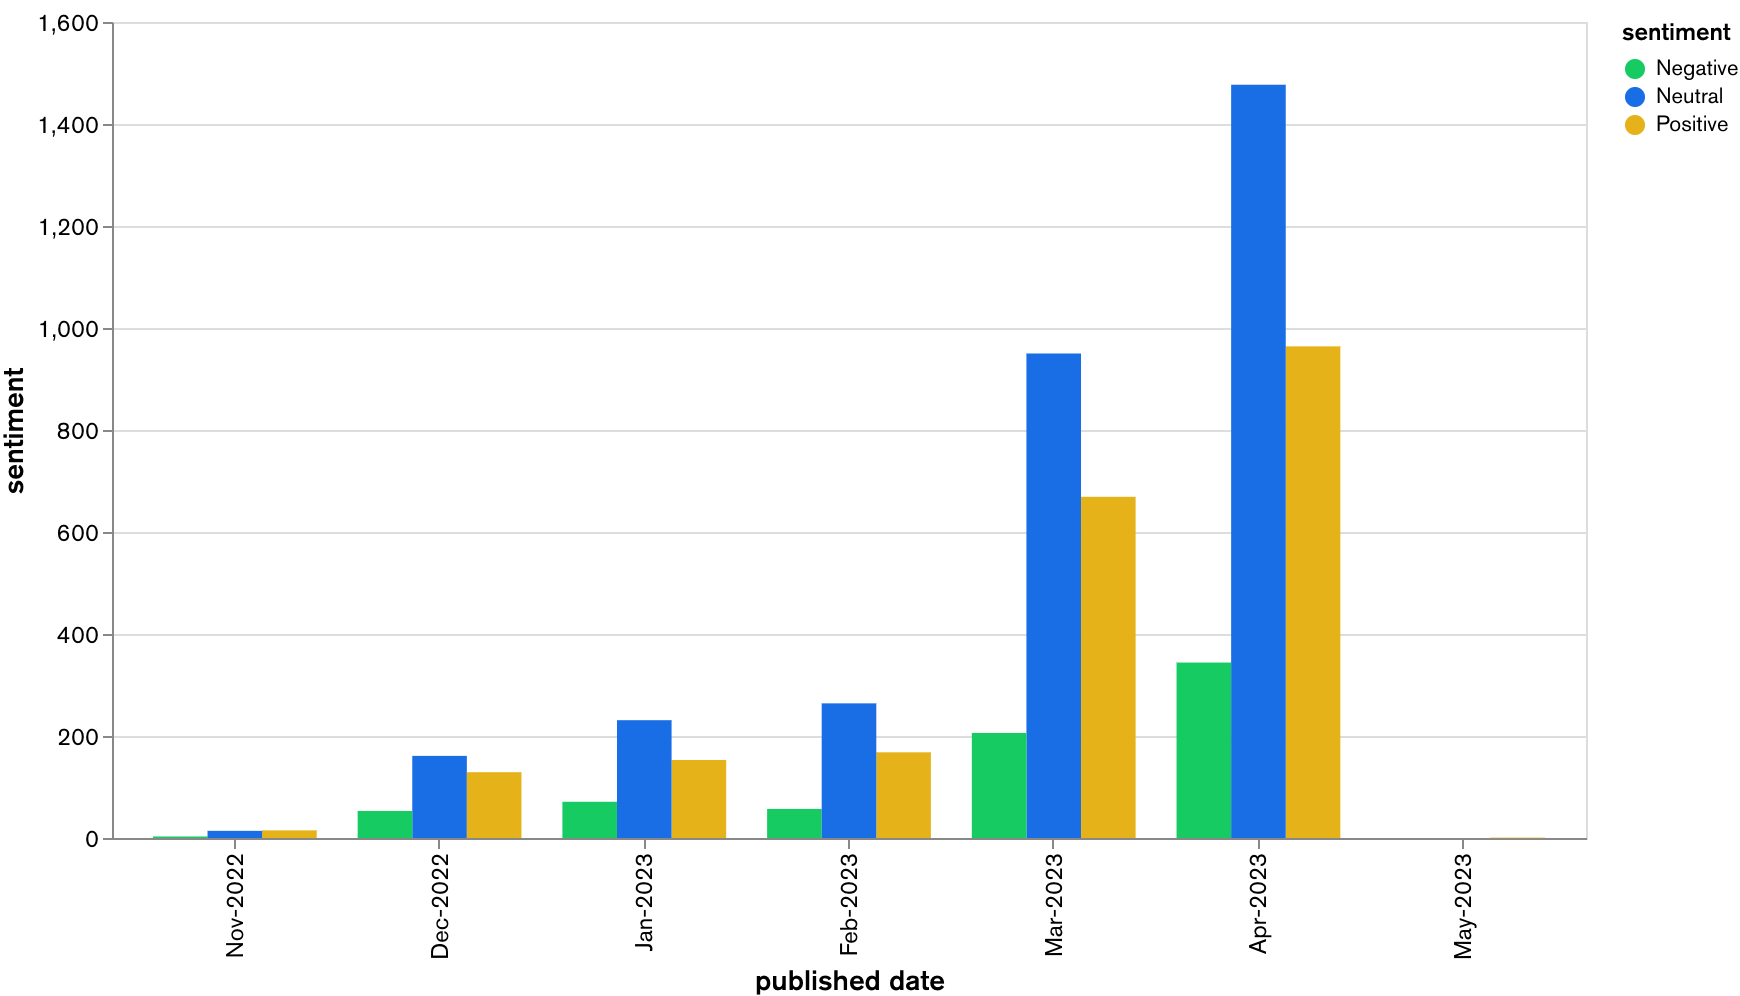 1,600
1,400
1,200
1,000
800
600
400
200
0
sentiment
Nov-2022
Dec-2022
Jan-2023
Feb-2023
Mar-2023
Apr-2023
May-2023
published date
sentiment
Negative
Neutral
Positive